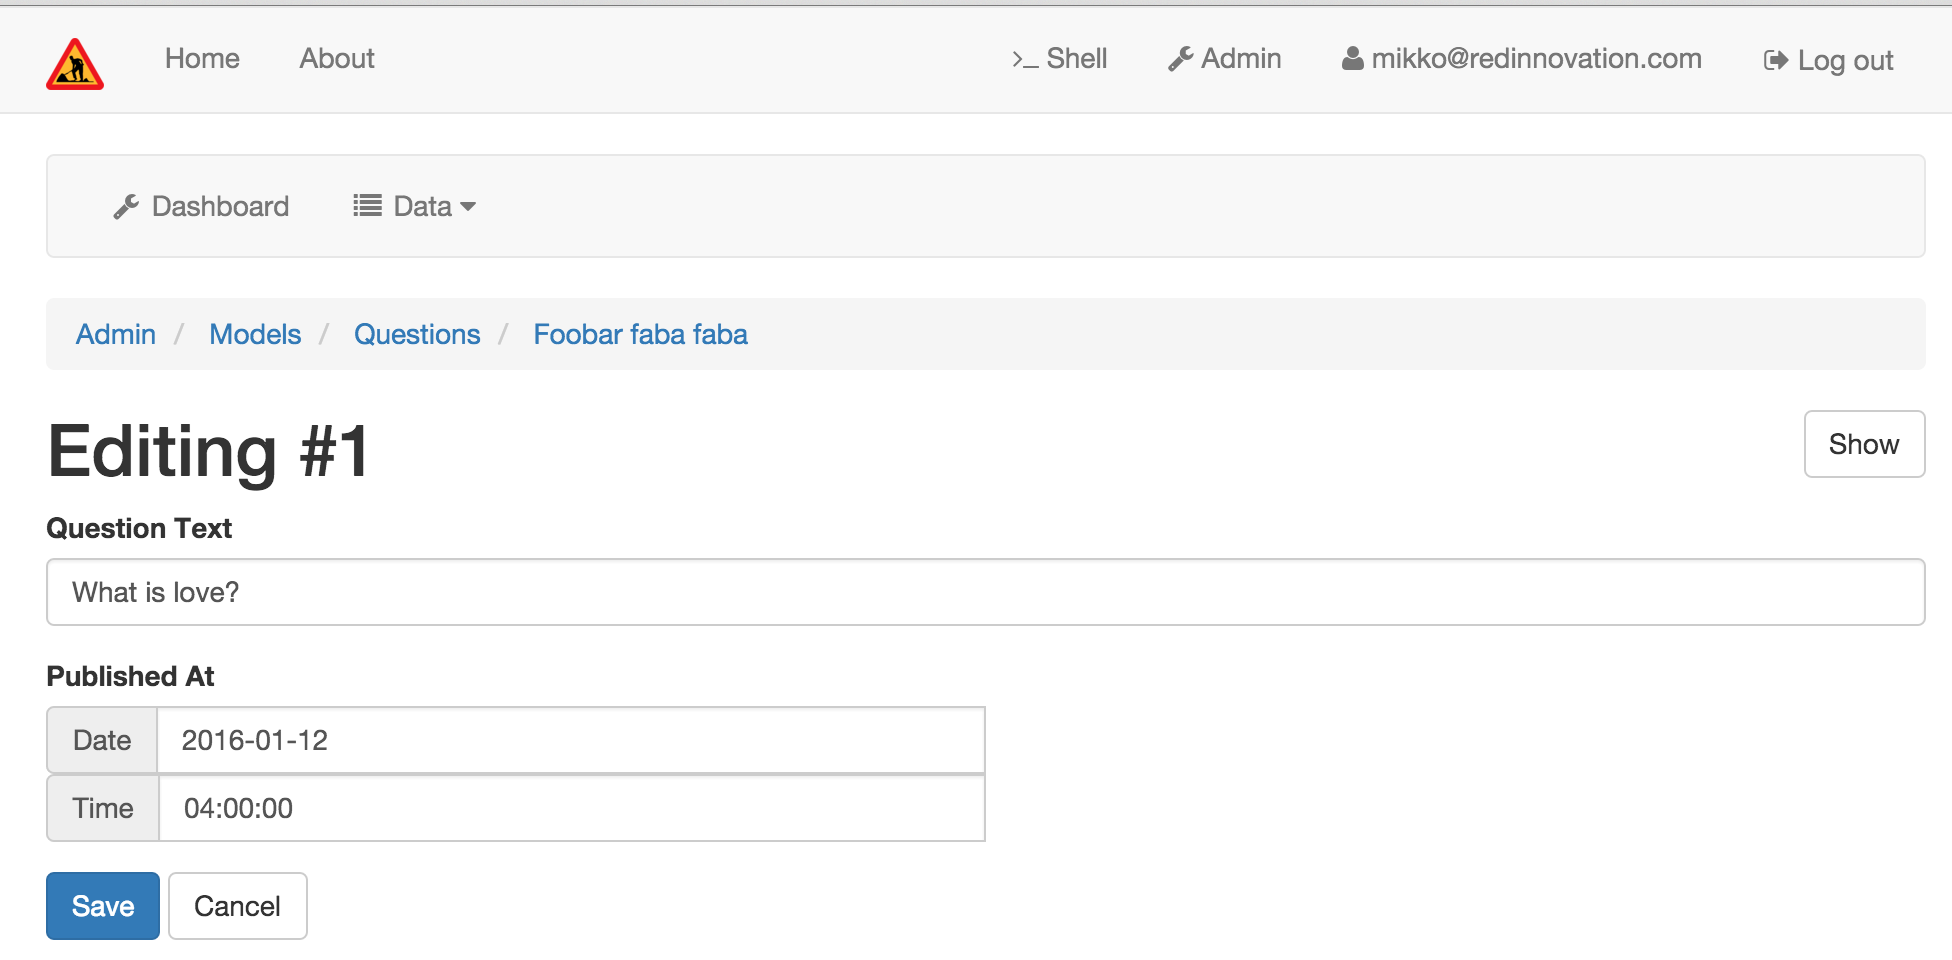 Home About >_ Shell Admin mikko@redinnovation.com Log out
Dashboard Data
Admin / Models / Questions / Foobar faba faba
Editing #1 Show
Question Text
What is love?
Published At
Date 2016-01-12
Time 04:00:00
Save Cancel